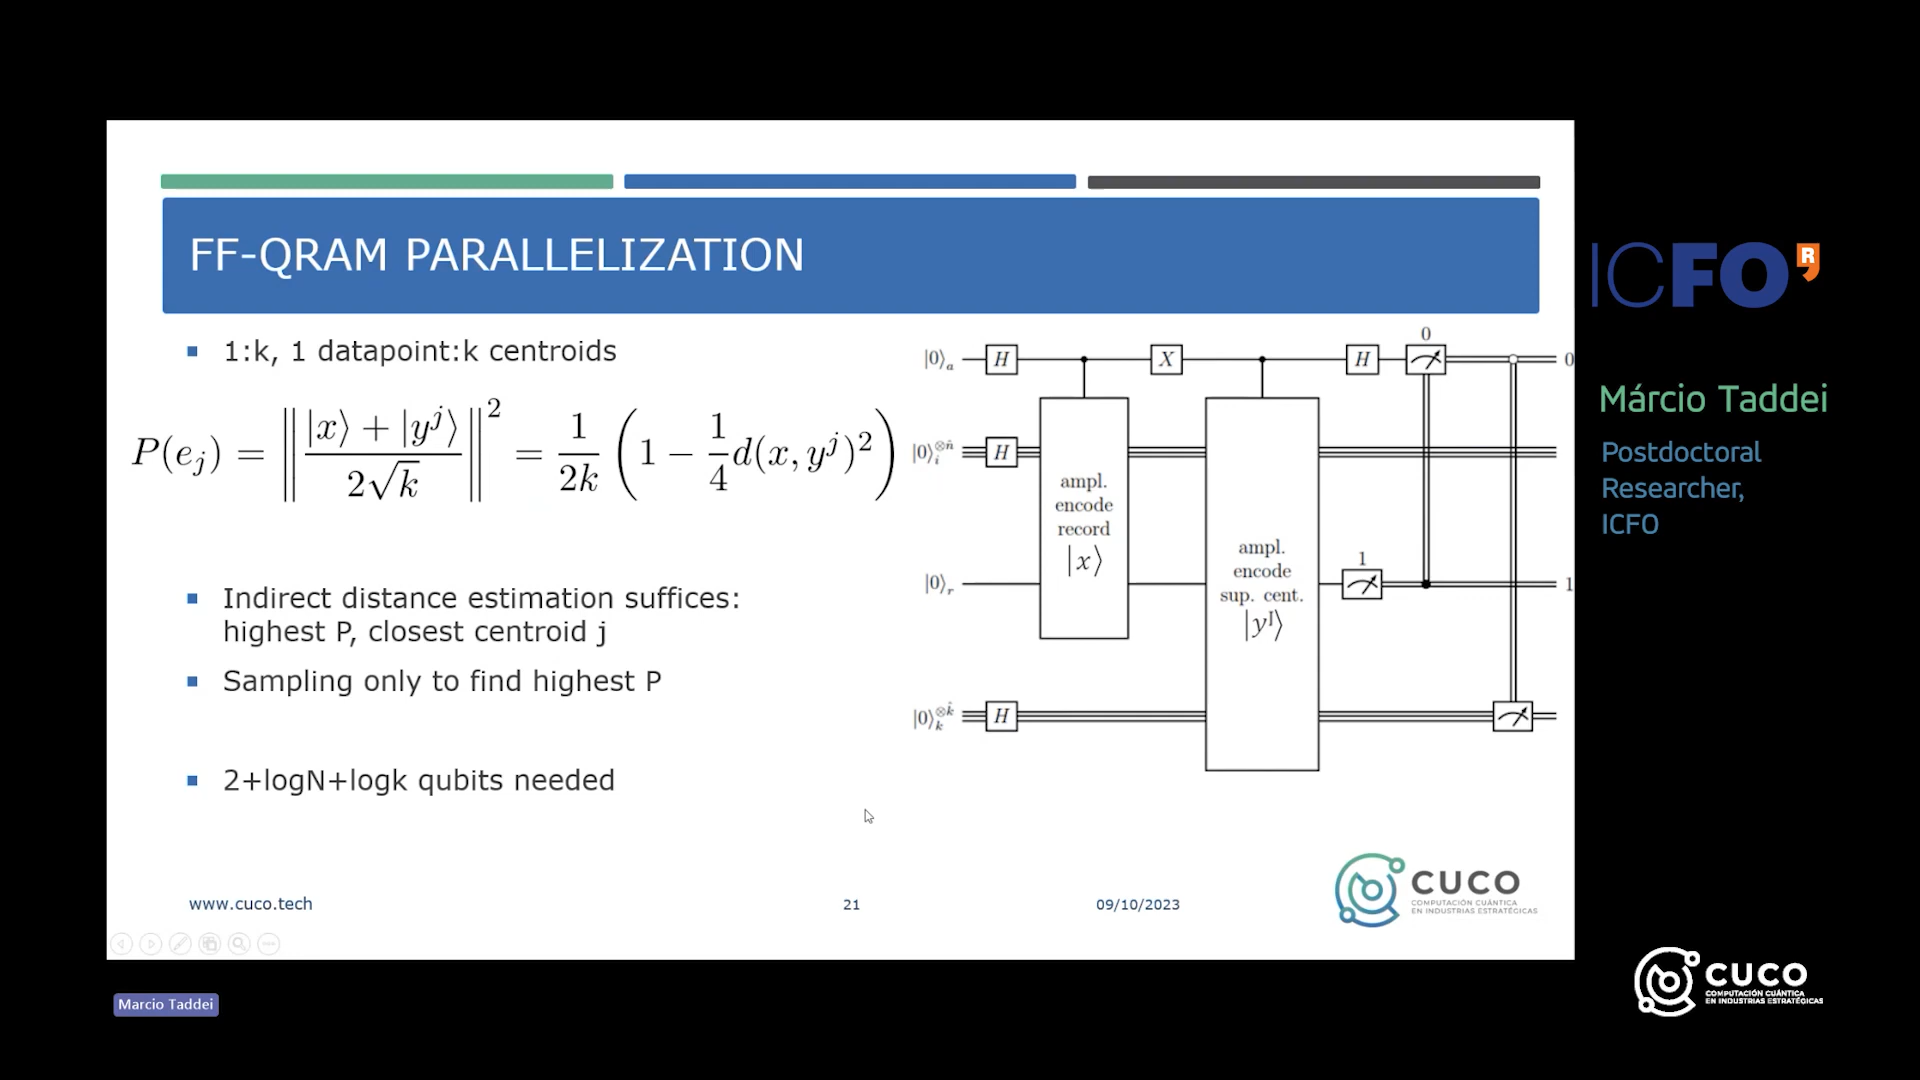 FF-QRAM PARALLELIZATION
1:k, 1 datapoint:k centroids
P(e_j) = ‖ (|x⟩ + |y^j⟩) / (2√k) ‖^2 = 1/(2k) (1 − 1/4 d(x, y^j)^2)
Indirect distance estimation suffices:
highest P, closest centroid j
Sampling only to find highest P
2+logN+logk qubits needed
|0⟩_a H X H 0 0
|0⟩_i^{⊗ñ} H
ampl.
encode
record
|x⟩
ampl.
encode
sup. cent.
|y^j⟩
|0⟩_r 1 1
|0⟩_k^{⊗k̃} H
www.cuco.tech
21
09/10/2023
CUCO
COMPUTACIÓN CUÁNTICA
EN INDUSTRIAS ESTRATÉGICAS
Marcio Taddei
ICFO R
Márcio Taddei
Postdoctoral
Researcher,
ICFO
CUCO
COMPUTACIÓN CUÁNTICA
EN INDUSTRIAS ESTRATÉGICAS